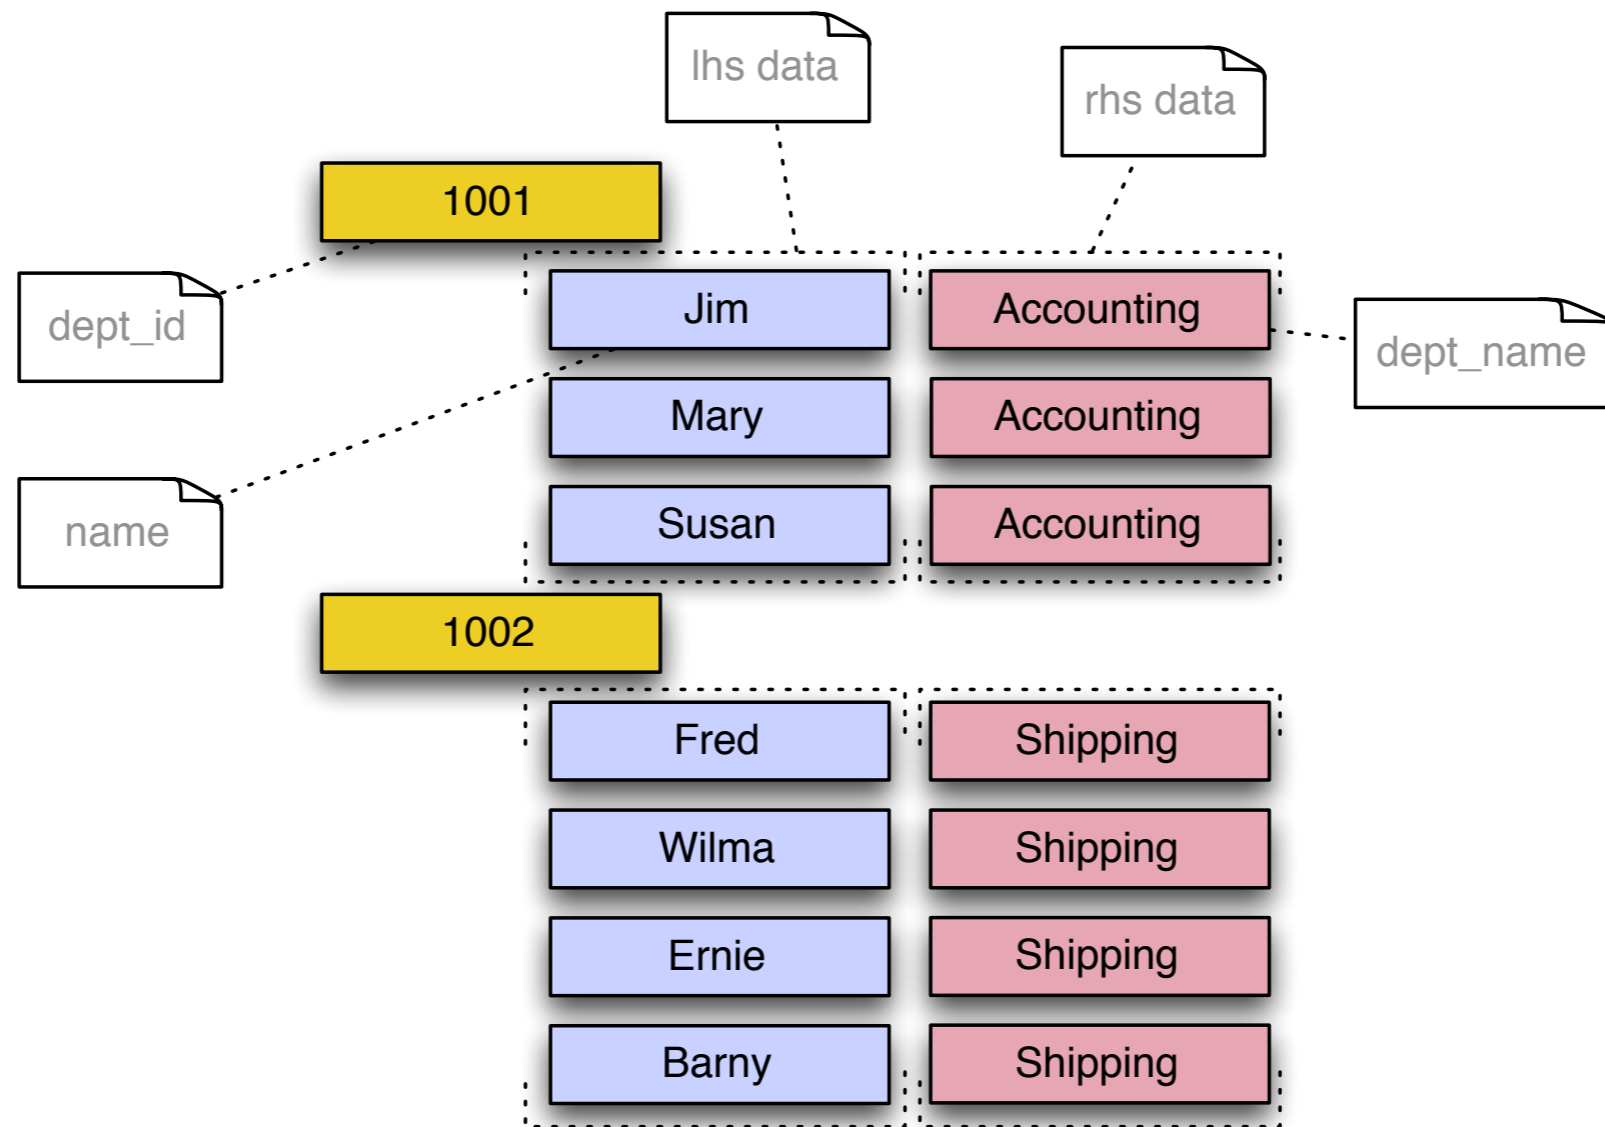 lhs data
rhs data
1001
dept_id
Jim
Accounting
dept_name
Mary
Accounting
name
Susan
Accounting
1002
Fred
Shipping
Wilma
Shipping
Ernie
Shipping
Barny
Shipping